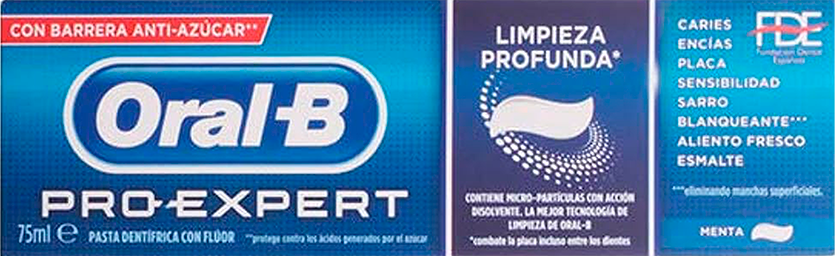 CON BARRERA ANTI-AZÚCAR**
Oral-B
PRO-EXPERT
75ml e PASTA DENTÍFRICA CON FLÚOR **protege contra los ácidos generados por el azúcar
LIMPIEZA
PROFUNDA*
CONTIENE MICRO-PARTÍCULAS CON ACCIÓN
DISOLVENTE. LA MEJOR TECNOLOGÍA DE
LIMPIEZA DE ORAL-B
*combate la placa incluso entre los dientes
CARIES
ENCÍAS
PLACA
SENSIBILIDAD
SARRO
BLANQUEANTE***
ALIENTO FRESCO
ESMALTE
FDE
Fundación Dental
Española
***eliminando manchas superficiales.
MENTA